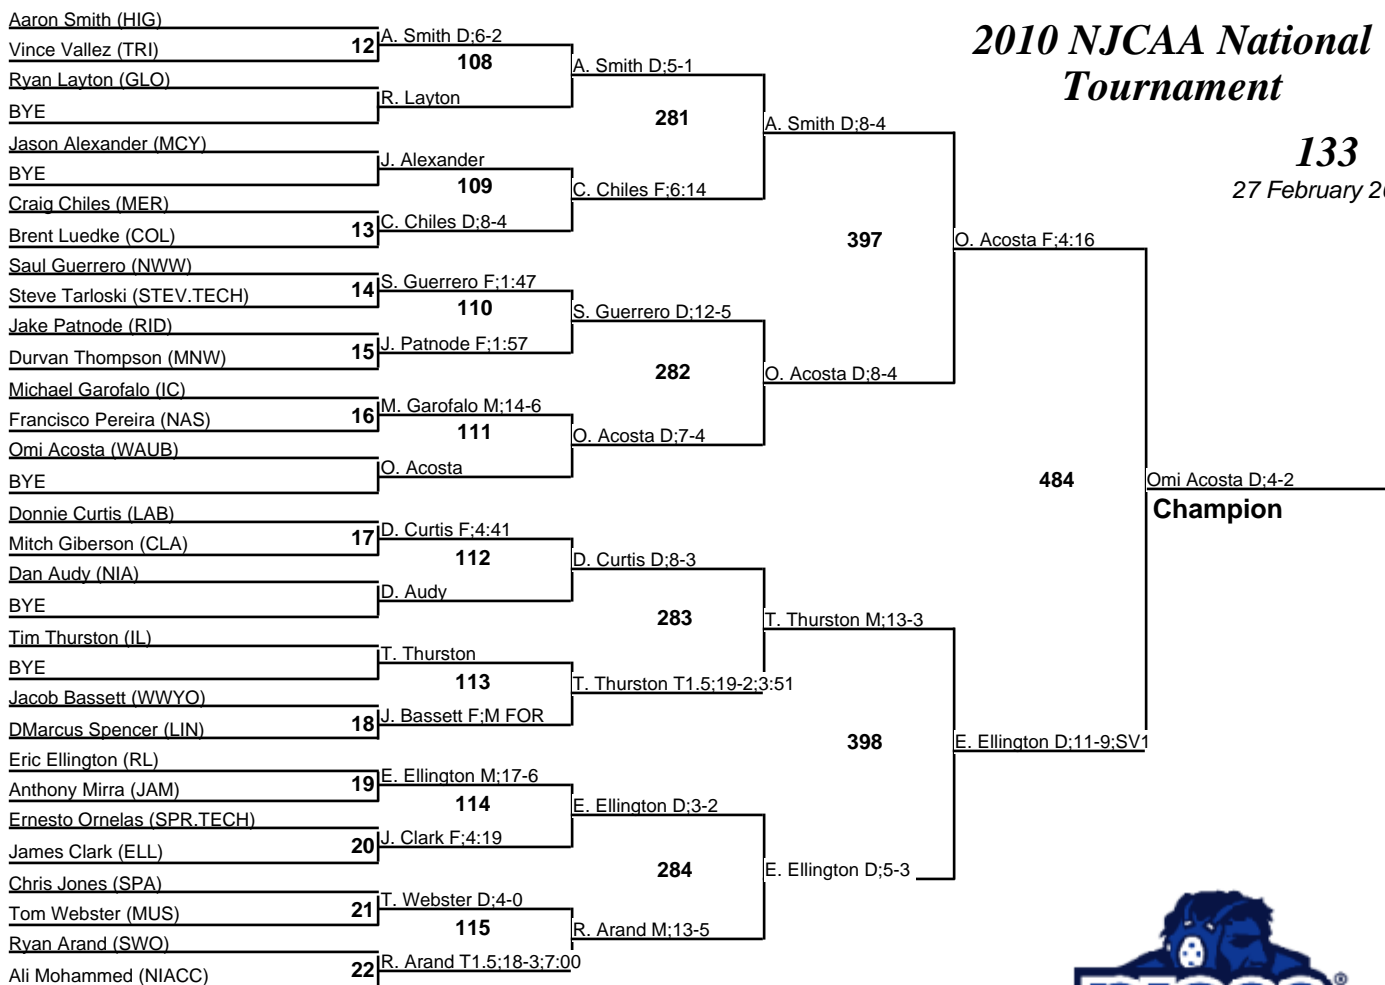 2010 NJCAA National
Tournament
133
27 February 2
Aaron Smith (HIG)
Vince Vallez (TRI)
Ryan Layton (GLO)
BYE
Jason Alexander (MCY)
BYE
Craig Chiles (MER)
Brent Luedke (COL)
Saul Guerrero (NWW)
Steve Tarloski (STEV.TECH)
Jake Patnode (RID)
Durvan Thompson (MNW)
Michael Garofalo (IC)
Francisco Pereira (NAS)
Omi Acosta (WAUB)
BYE
Donnie Curtis (LAB)
Mitch Giberson (CLA)
Dan Audy (NIA)
BYE
Tim Thurston (IL)
BYE
Jacob Bassett (WWYO)
DMarcus Spencer (LIN)
Eric Ellington (RL)
Anthony Mirra (JAM)
Ernesto Ornelas (SPR.TECH)
James Clark (ELL)
Chris Jones (SPA)
Tom Webster (MUS)
Ryan Arand (SWO)
Ali Mohammed (NIACC)
12
13
14
15
16
17
18
19
20
21
22
A. Smith D;6-2
108
R. Layton
J. Alexander
109
C. Chiles D;8-4
S. Guerrero F;1:47
110
J. Patnode F;1:57
M. Garofalo M;14-6
111
O. Acosta
D. Curtis F;4:41
112
D. Audy
T. Thurston
113
J. Bassett F;M FOR
E. Ellington M;17-6
114
J. Clark F;4:19
T. Webster D;4-0
115
R. Arand T1.5;18-3;7:00
A. Smith D;5-1
281
C. Chiles F;6:14
S. Guerrero D;12-5
282
O. Acosta D;7-4
D. Curtis D;8-3
283
T. Thurston T1.5;19-2;3:51
E. Ellington D;3-2
284
R. Arand M;13-5
A. Smith D;8-4
397
O. Acosta D;8-4
T. Thurston M;13-3
398
E. Ellington D;5-3
O. Acosta F;4:16
484
E. Ellington D;11-9;SV1
Omi Acosta D;4-2
Champion
®